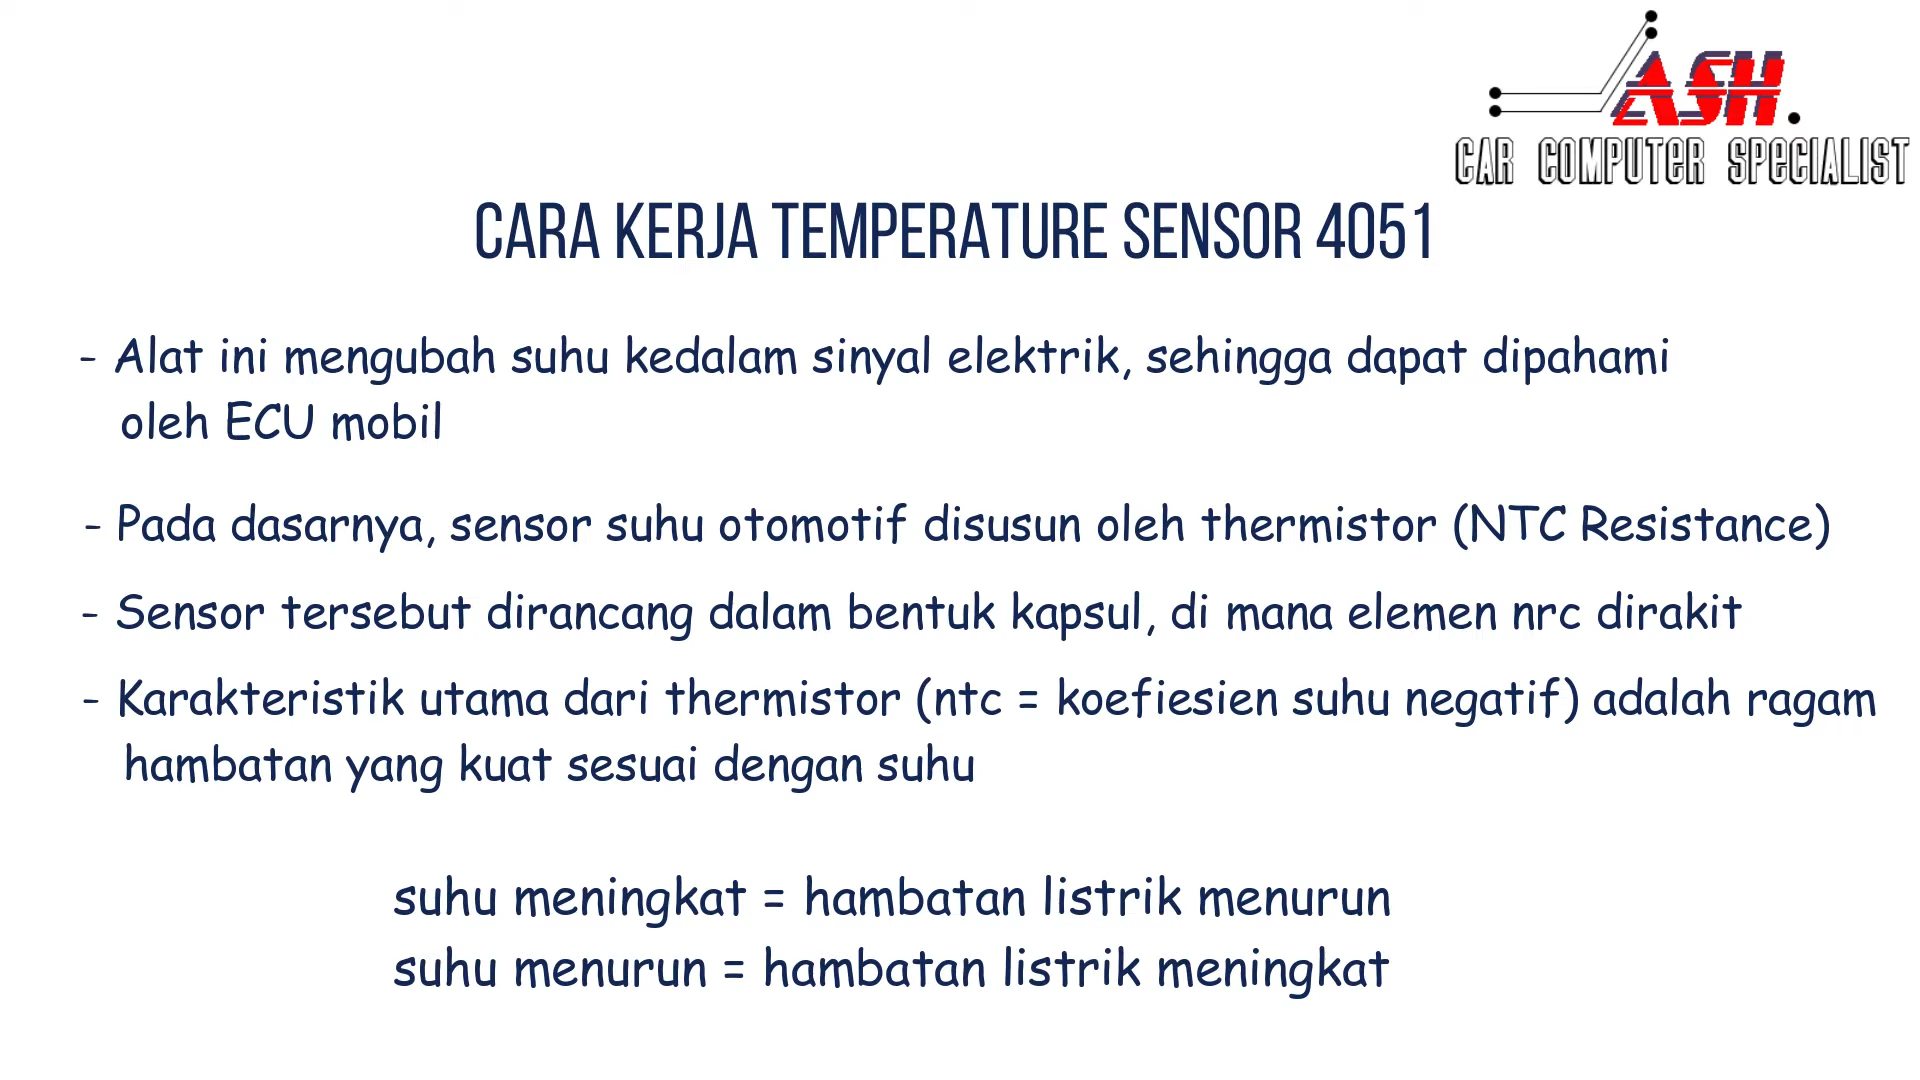 ASH.
CAR COMPUTER SPECIALIST
CARA KERJA TEMPERATURE SENSOR 4051
- Alat ini mengubah suhu kedalam sinyal elektrik, sehingga dapat dipahami
oleh ECU mobil
- Pada dasarnya, sensor suhu otomotif disusun oleh thermistor (NTC Resistance)
- Sensor tersebut dirancang dalam bentuk kapsul, di mana elemen nrc dirakit
- Karakteristik utama dari thermistor (ntc = koefiesien suhu negatif) adalah ragam
hambatan yang kuat sesuai dengan suhu
suhu meningkat = hambatan listrik menurun
suhu menurun = hambatan listrik meningkat